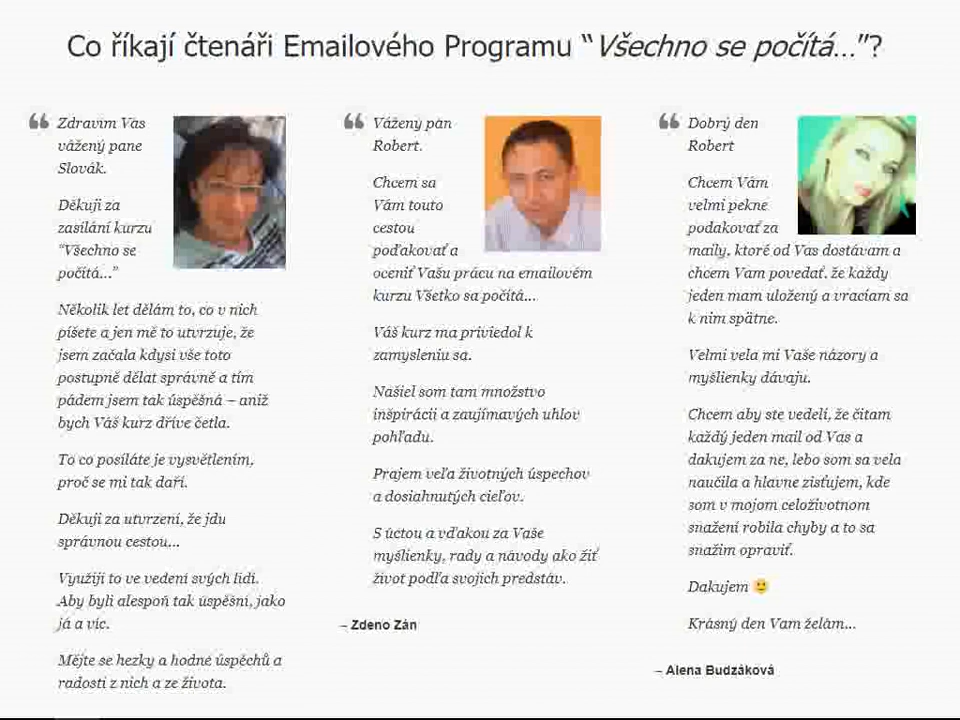 Co říkají čtenáři Emailového Programu “Všechno se počítá…”?
Zdravím Vás
vážený pane
Slovák.
Děkuji za
zasílání kurzu
“Všechno se
počítá…”
Několik let dělám to, co v nich
píšete a jen mě to utvrzuje, že
jsem začala kdysi vše toto
postupně dělat správně a tím
pádem jsem tak úspěšná – aniž
bych Váš kurz dříve četla.
To co posíláte je vysvětlením,
proč se mi tak daří.
Děkuji za utvrzení, že jdu
správnou cestou…
Využiji to ve vedení svých lidí.
Aby byli alespoň tak úspěšní, jako
já a víc.
Mějte se hezky a hodně úspěchů a
radosti z nich a ze života.
Vážený pán
Robert.
Chcem sa
Vám touto
cestou
poďakovať a
oceniť Vašu prácu na emailovém
kurzu Všetko sa počíta…
Váš kurz ma priviedol k
zamysleniu sa.
Našiel som tam množstvo
inšpirácii a zaujímavých uhlov
pohľadu.
Prajem veľa životných úspechov
a dosiahnutých cieľov.
S úctou a vďakou za Vaše
myšlienky, rady a návody ako žiť
život podľa svojich predstáv.
– Zdeno Zán
Dobrý den
Robert
Chcem Vám
velmi pekne
podakovať za
maily, ktoré od Vas dostávam a
chcem Vam povedať, že každy
jeden mam uložený a vraciam sa
k nim spätne.
Velmi vela mi Vaše názory a
myšlienky dávaju.
Chcem aby ste vedeli, že čitam
každý jeden mail od Vas a
dakujem za ne, lebo som sa vela
naučila a hlavne zisťujem, kde
som v mojom celoživotnom
snažení robila chyby a to sa
snažim opraviť.
Dakujem 🙂
Krásný den Vam želàm…
– Alena Budzáková